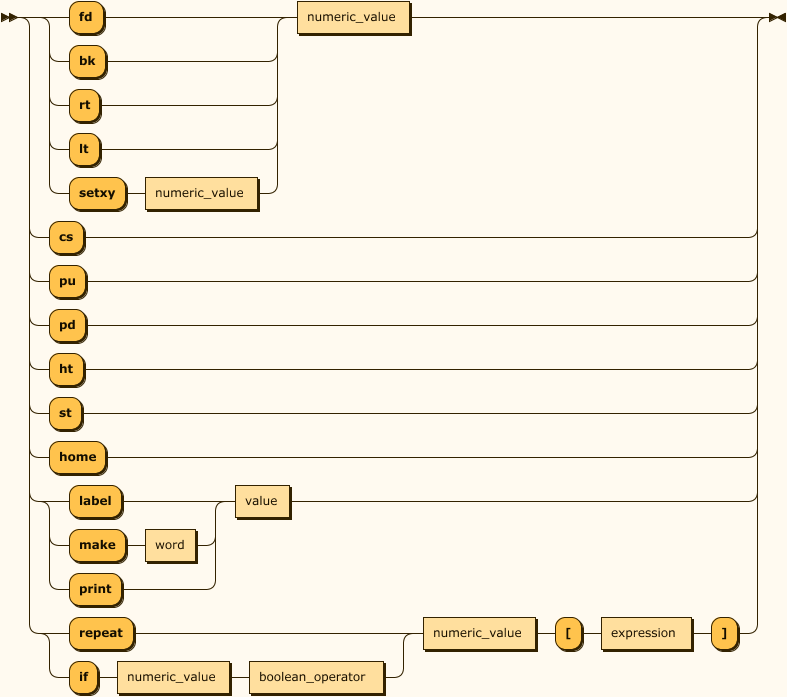 fd numeric_value
bk
rt
lt
setxy numeric_value
cs
pu
pd
ht
st
home
label value
make word
print
repeat numeric_value [ expression ]
if numeric_value boolean_operator